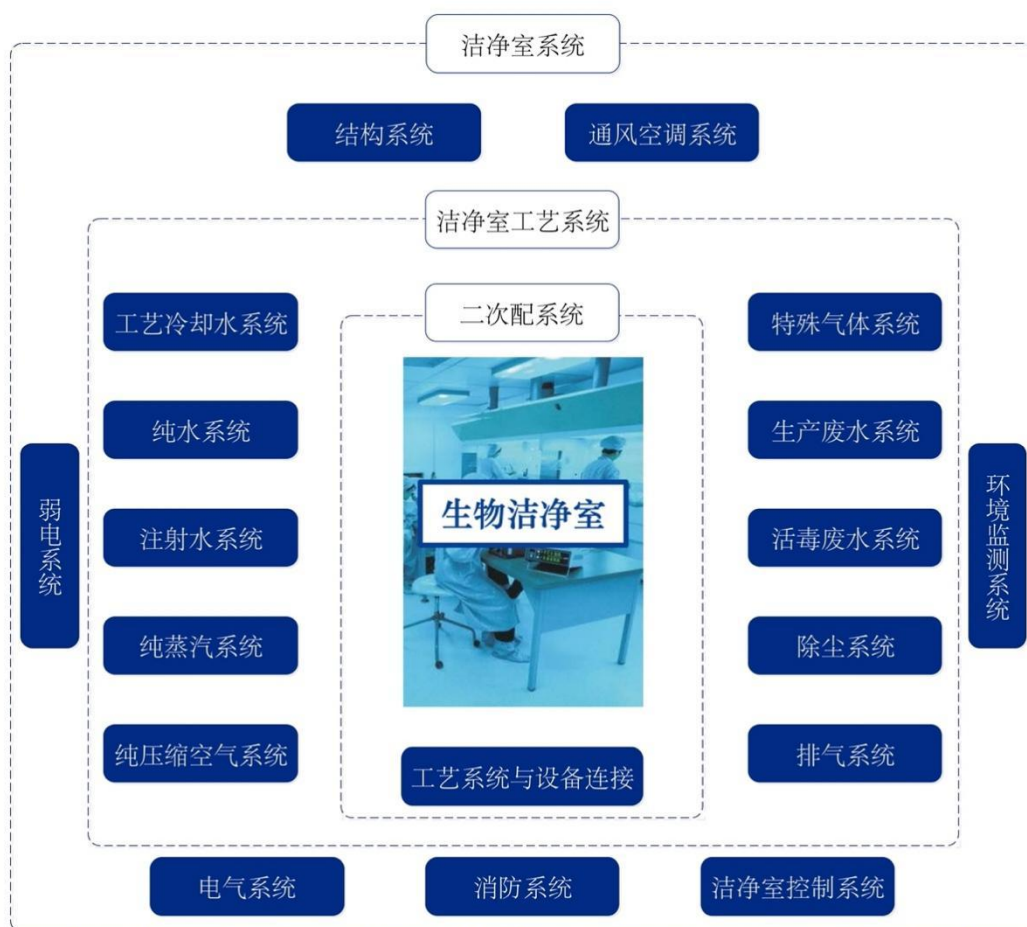 洁净室系统
结构系统
通风空调系统
洁净室工艺系统
二次配系统
工艺冷却水系统
特殊气体系统
纯水系统
生产废水系统
弱电系统
环境监测系统
生物洁净室
注射水系统
活毒废水系统
纯蒸汽系统
除尘系统
纯压缩空气系统
排气系统
工艺系统与设备连接
电气系统
消防系统
洁净室控制系统